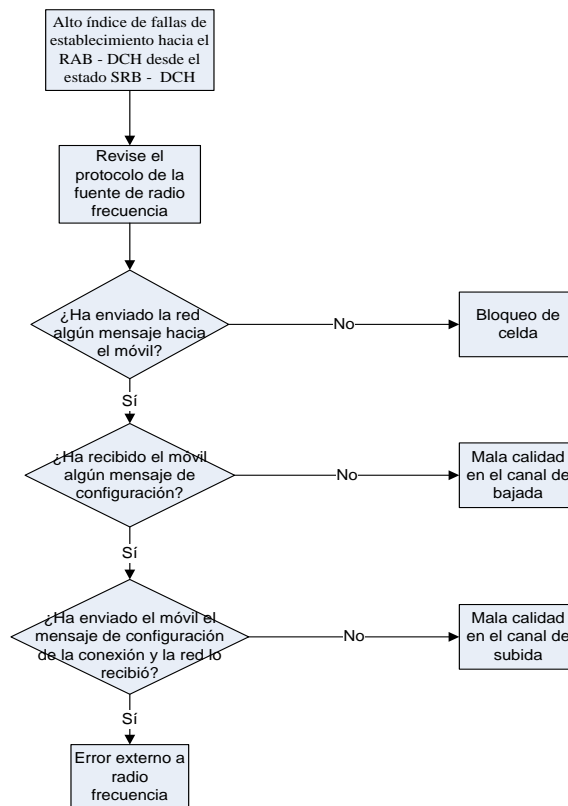 Alto índice de fallas de
establecimiento hacia el
RAB - DCH desde el
estado SRB - DCH
Revise el
protocolo de la
fuente de radio
frecuencia
¿Ha enviado la red
algún mensaje hacia
el móvil?
No
Bloqueo de
celda
Sí
¿Ha recibido el móvil
algún mensaje de
configuración?
No
Mala calidad
en el canal de
bajada
Sí
¿Ha enviado el móvil el
mensaje de configuración
de la conexión y la red lo
recibió?
No
Mala calidad
en el canal de
subida
Sí
Error externo a
radio
frecuencia